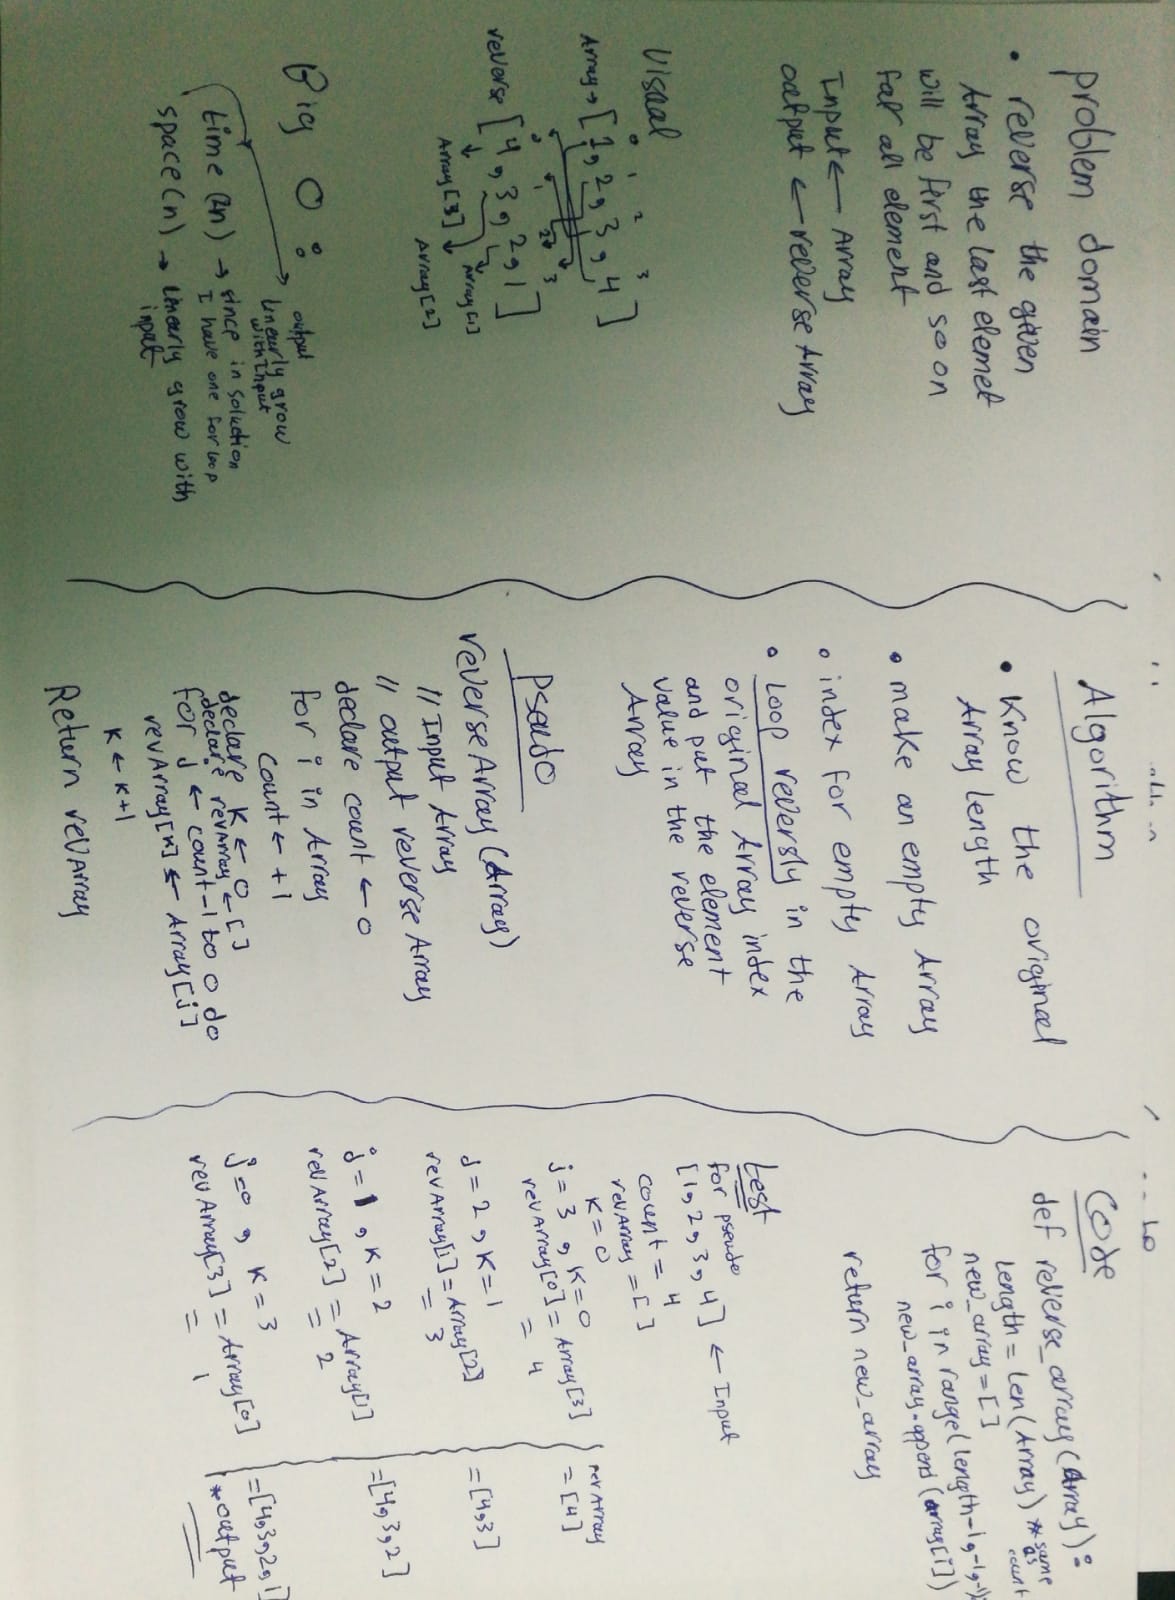 problem domain
• reverse the given
Array the last elemet
will be first and so on
far all element
Input ← Array
output ← reverse Array
Visual
0 1 2 3
Array → [1, 2, 3, 4]
0 1 2 3
reverse [4, 3, 2, 1]
Array[3] Array[1]
Array[2]
Big O :
output
linearly grow
with Input
time (2n) → since in solution
I have one for loop
space(n) → linearly grow with
input
Algorithm
• Know the original
Array Length
• make an empty Array
• index for empty Array
• Loop reversly in the
original Array index
and put the element
value in the reverse
Array
Pseudo
reverseArray (Array)
// Input Array
// output reverse Array
declare count ← 0
for i in Array
count ← +1
declare K ← 0
declare revArray ← []
for j ← count-1 to 0 do
revArray[K] ← Array[j]
K ← K+1
Return revArray
Code
def reverse_array(Array):
Length = Len(Array) * same as count
new_array = []
for i in range(length-1,-1,-1):
new_array.append(array[i])
return new_array
test
for pseudo
[1, 2, 3, 4] ← Input
count = 4
revArray = []
K = 0
j = 3, K = 0
revArray[0] = Array[3]
= 4
revArray
= [4]
j = 2, K = 1
revArray[1] = Array[2]
= 3
= [4,3]
j = 1, K = 2
revArray[2] = Array[1]
= 2
= [4,3,2]
j = 0, K = 3
revArray[3] = Array[0]
= 1
= [4,3,2,1]
* output